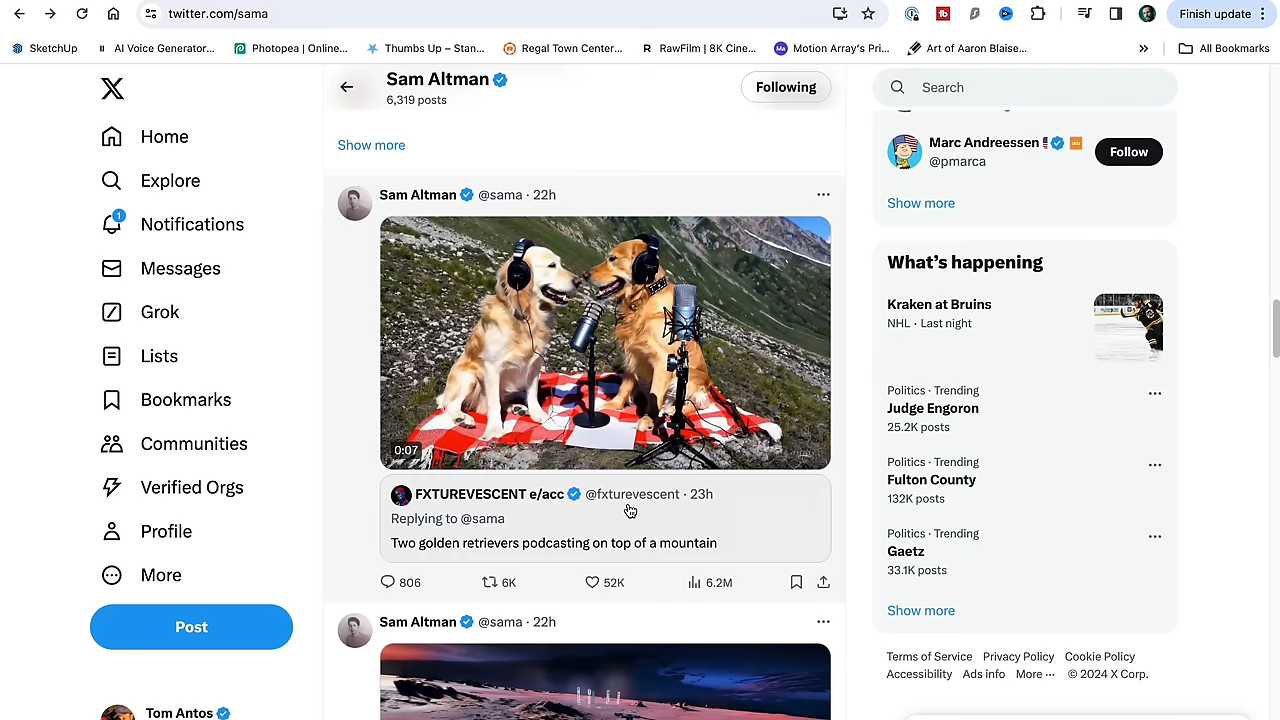 twitter.com/sama
Finish update
SketchUp
AI Voice Generator...
Photopea | Online...
Thumbs Up – Stan...
Regal Town Center...
RawFilm | 8K Cine...
Motion Array's Pri...
Art of Aaron Blaise...
All Bookmarks
Home
Explore
1
Notifications
Messages
Grok
Lists
Bookmarks
Communities
Verified Orgs
Profile
More
Post
Tom Antos
Sam Altman
6,319 posts
Following
Show more
Sam Altman @sama · 22h
0:07
FXTUREVESCENT e/acc @fxturevescent · 23h
Replying to @sama
Two golden retrievers podcasting on top of a mountain
806 6K 52K 6.2M
Sam Altman @sama · 22h
Search
Marc Andreessen
@pmarca
Follow
Show more
What's happening
Kraken at Bruins
NHL · Last night
Politics · Trending
Judge Engoron
25.2K posts
Politics · Trending
Fulton County
132K posts
Politics · Trending
Gaetz
33.1K posts
Show more
Terms of Service Privacy Policy Cookie Policy
Accessibility Ads info More ··· © 2024 X Corp.